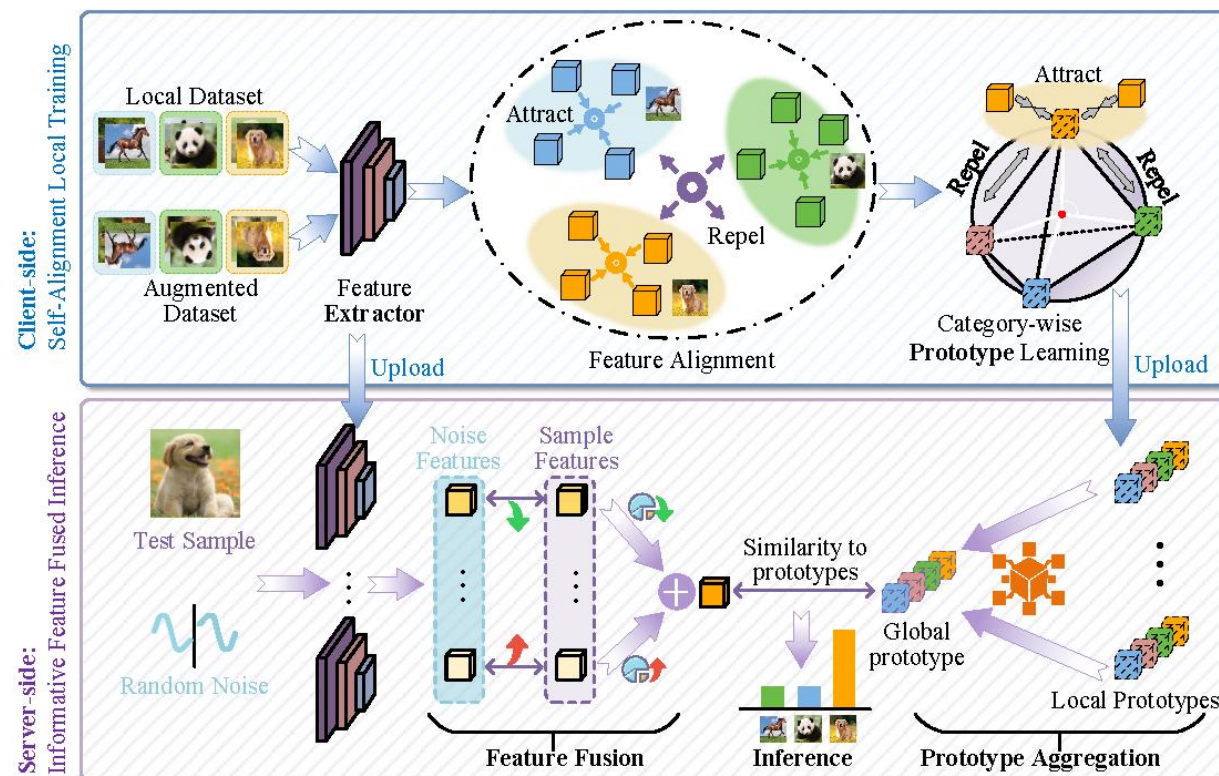 Client-side:
Self-Alignment Local Training
Local Dataset
Augmented
Dataset
Feature
Extractor
Attract
Repel
Feature Alignment
Attract
Repel
Repel
Category-wise
Prototype Learning
Upload
Upload
Server-side:
Informative Feature Fused Inference
Test Sample
Random Noise
Noise
Features
Sample
Features
Feature Fusion
Similarity to
prototypes
Inference
Global
prototype
Local Prototypes
Prototype Aggregation